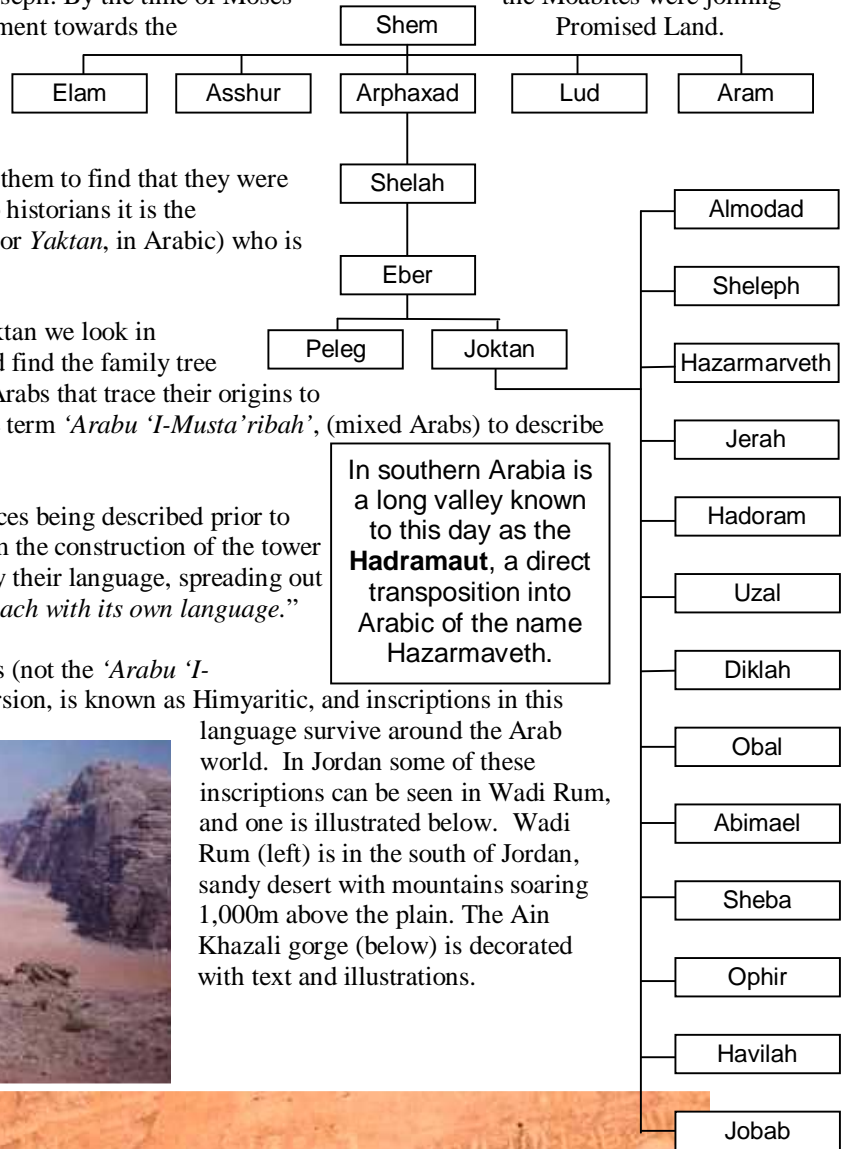 seph. By the time of Moses
the Moabites were joining
ment towards the
Promised Land.
Shem
Elam
Asshur
Arphaxad
Lud
Aram
them to find that they were
historians it is the
or Yaktan, in Arabic) who is
Shelah
Eber
Peleg
Joktan
ktan we look in
d find the family tree
Arabs that trace their origins to
term ‘Arabu ‘I-Musta’ribah’, (mixed Arabs) to describe
ces being described prior to
n the construction of the tower
y their language, spreading out
ach with its own language.”
In southern Arabia is
a long valley known
to this day as the
Hadramaut, a direct
transposition into
Arabic of the name
Hazarmaveth.
s (not the ‘Arabu ‘I-
rsion, is known as Himyaritic, and inscriptions in this
language survive around the Arab
world. In Jordan some of these
inscriptions can be seen in Wadi Rum,
and one is illustrated below. Wadi
Rum (left) is in the south of Jordan,
sandy desert with mountains soaring
1,000m above the plain. The Ain
Khazali gorge (below) is decorated
with text and illustrations.
Almodad
Sheleph
Hazarmarveth
Jerah
Hadoram
Uzal
Diklah
Obal
Abimael
Sheba
Ophir
Havilah
Jobab